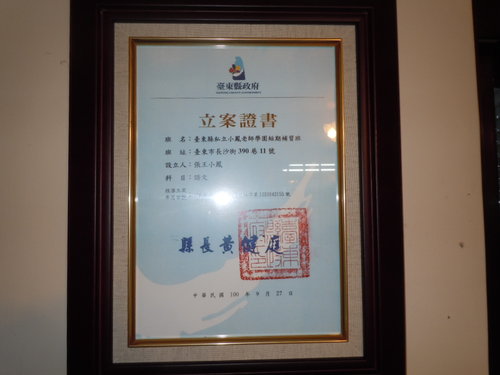 臺東縣政府
立案證書
班 名：臺東縣私立小鳳老師學園短期補習班
班 址：臺東市長沙街390巷11號
設立人：張王小鳳
科 目：語文
縣長黃健庭
中華民國 100 年 9 月 27 日